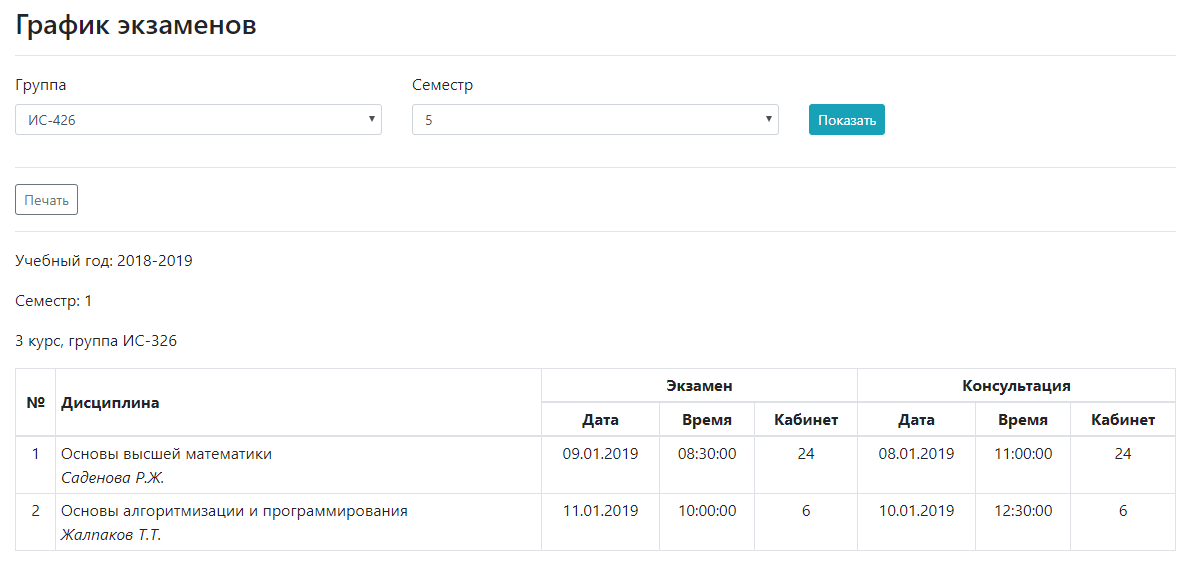 График экзаменов
Группа Семестр
ИС-426 5 Показать
Печать
Учебный год: 2018-2019
Семестр: 1
3 курс, группа ИС-326
№ Дисциплина Экзамен Консультация
Дата Время Кабинет Дата Время Кабинет
1 Основы высшей математики 09.01.2019 08:30:00 24 08.01.2019 11:00:00 24
Саденова Р.Ж.
2 Основы алгоритмизации и программирования 11.01.2019 10:00:00 6 10.01.2019 12:30:00 6
Жалпаков Т.Т.